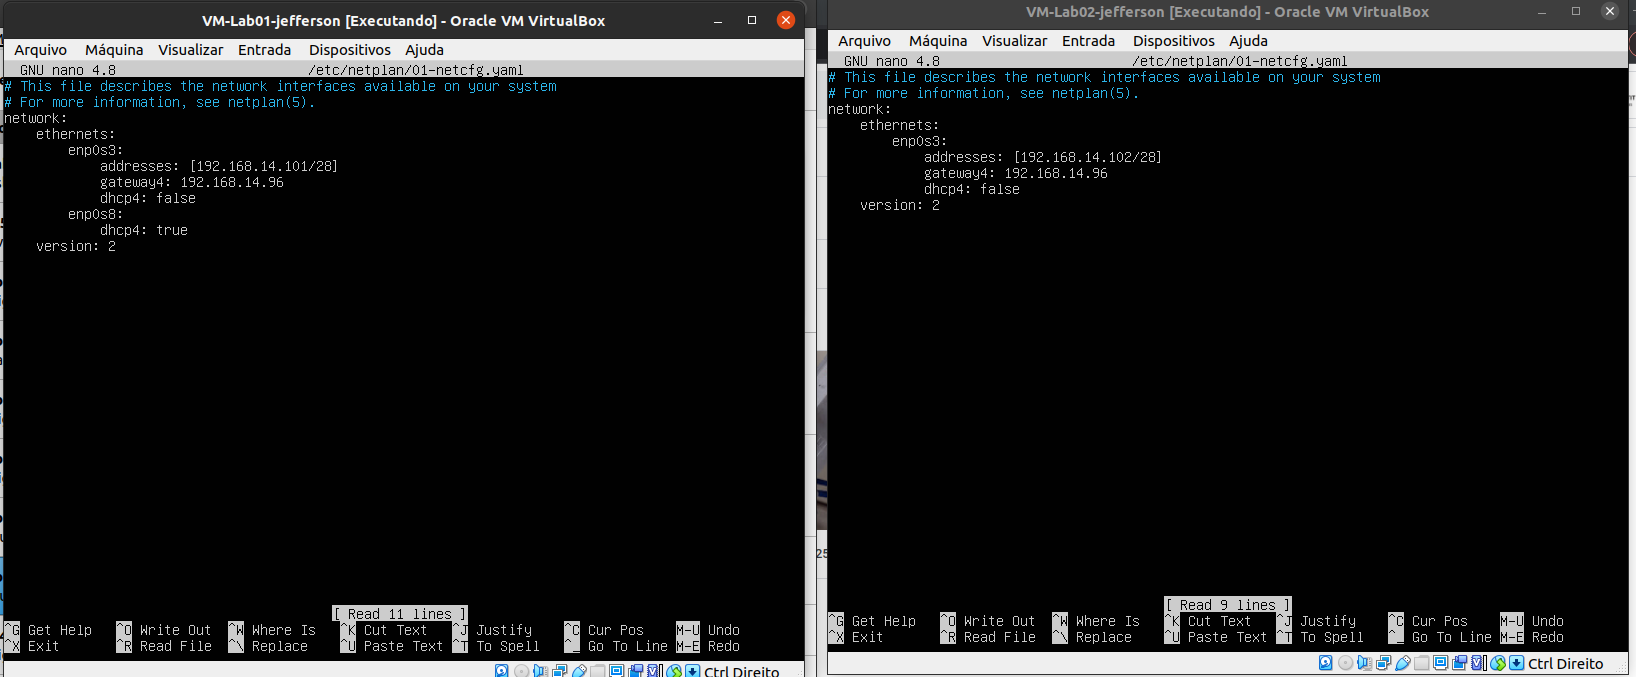 VM-Lab01-jefferson [Executando] - Oracle VM VirtualBox
Arquivo Máquina Visualizar Entrada Dispositivos Ajuda
GNU nano 4.8 /etc/netplan/01-netcfg.yaml
# This file describes the network interfaces available on your system
# For more information, see netplan(5).
network:
    ethernets:
        enp0s3:
            addresses: [192.168.14.101/28]
            gateway4: 192.168.14.96
            dhcp4: false
        enp0s8:
            dhcp4: true
    version: 2
[ Read 11 lines ]
^G Get Help ^O Write Out ^W Where Is ^K Cut Text ^J Justify ^C Cur Pos M-U Undo
^X Exit ^R Read File ^\ Replace ^U Paste Text ^T To Spell ^_ Go To Line M-E Redo
Ctrl Direito
VM-Lab02-jefferson [Executando] - Oracle VM VirtualBox
Arquivo Máquina Visualizar Entrada Dispositivos Ajuda
GNU nano 4.8 /etc/netplan/01-netcfg.yaml
# This file describes the network interfaces available on your system
# For more information, see netplan(5).
network:
    ethernets:
        enp0s3:
            addresses: [192.168.14.102/28]
            gateway4: 192.168.14.96
            dhcp4: false
    version: 2
[ Read 9 lines ]
^G Get Help ^O Write Out ^W Where Is ^K Cut Text ^J Justify ^C Cur Pos M-U Undo
^X Exit ^R Read File ^\ Replace ^U Paste Text ^T To Spell ^_ Go To Line M-E Redo
Ctrl Direito